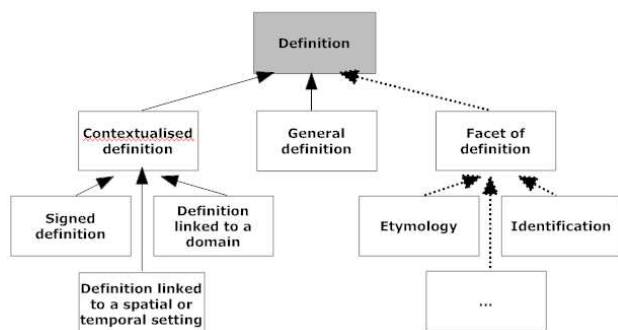 Definition
Contextualised
definition
General
definition
Facet of
definition
Signed
definition
Definition
linked to a
domain
Etymology
Identification
Definition linked
to a spatial or
temporal setting
...